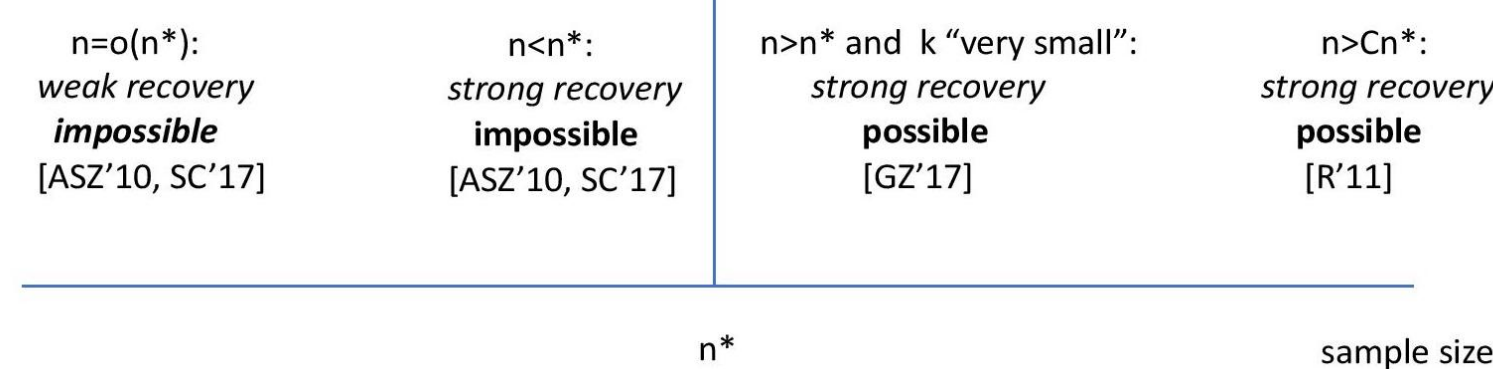 n=o(n*):
weak recovery
impossible
[ASZ’10, SC’17]
n<n*:
strong recovery
impossible
[ASZ’10, SC’17]
n>n* and k “very small”:
strong recovery
possible
[GZ’17]
n>Cn*:
strong recovery
possible
[R’11]
n*
sample size